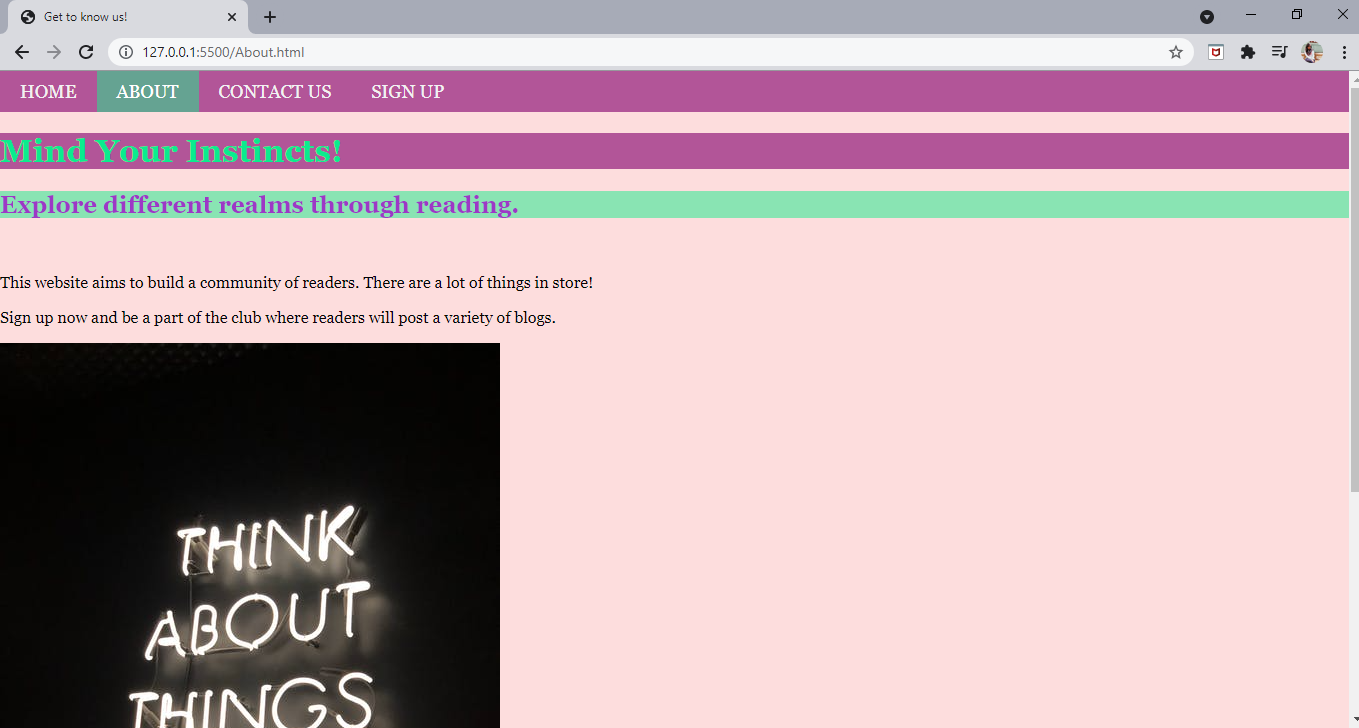 Get to know us!
127.0.0.1:5500/About.html
HOME ABOUT CONTACT US SIGN UP
Mind Your Instincts!
Explore different realms through reading.
This website aims to build a community of readers. There are a lot of things in store!
Sign up now and be a part of the club where readers will post a variety of blogs.
THINK
ABOUT
THINGS